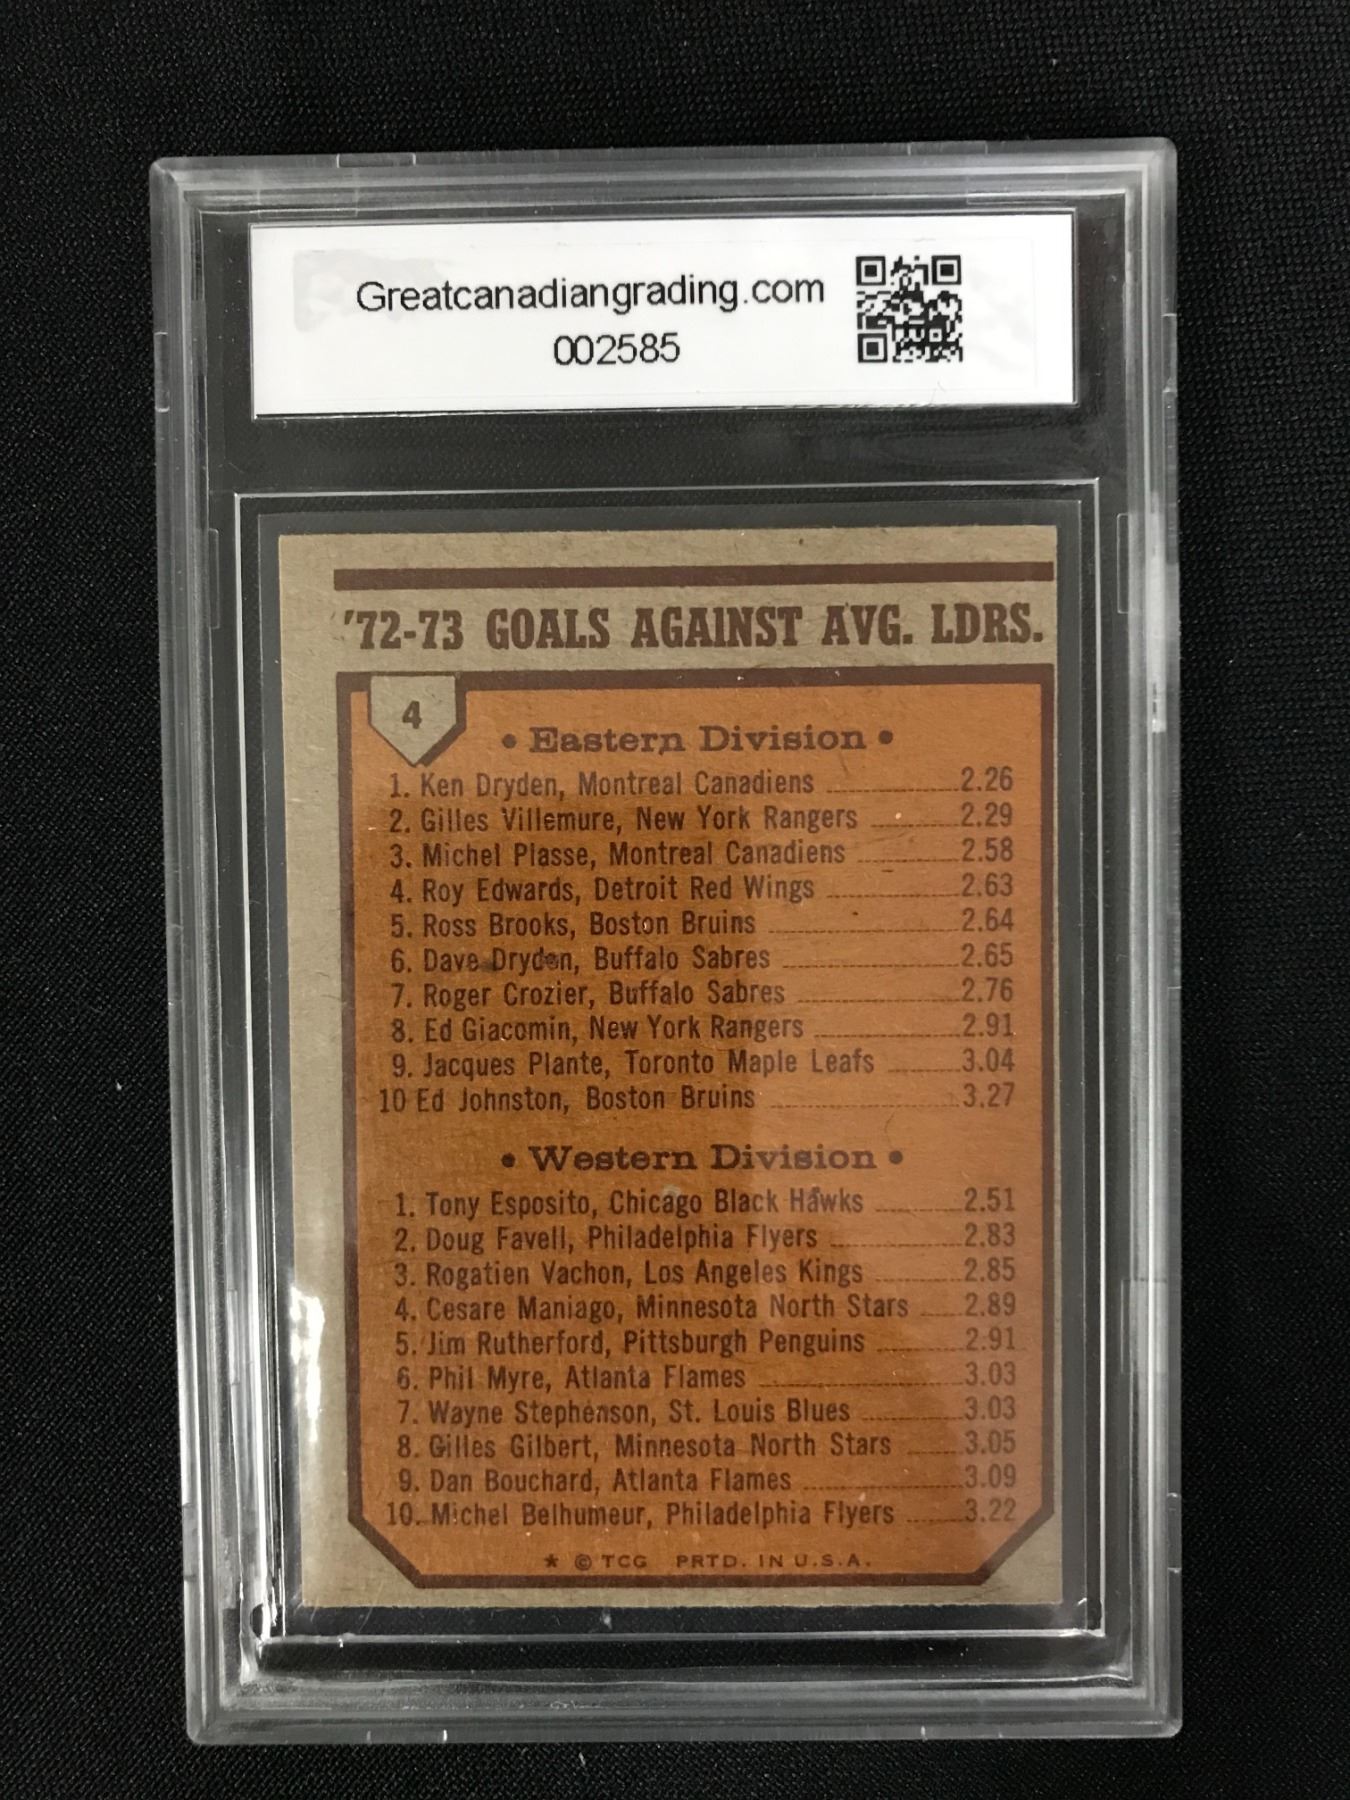 Greatcanadiangrading.com
002585
'72-73 GOALS AGAINST AVG. LDRS.
4
• Eastern Division •
1. Ken Dryden, Montreal Canadiens 2.26
2. Gilles Villemure, New York Rangers 2.29
3. Michel Plasse, Montreal Canadiens 2.58
4. Roy Edwards, Detroit Red Wings 2.63
5. Ross Brooks, Boston Bruins 2.64
6. Dave Dryden, Buffalo Sabres 2.65
7. Roger Crozier, Buffalo Sabres 2.76
8. Ed Giacomin, New York Rangers 2.91
9. Jacques Plante, Toronto Maple Leafs 3.04
10 Ed Johnston, Boston Bruins 3.27
• Western Division •
1. Tony Esposito, Chicago Black Hawks 2.51
2. Doug Favell, Philadelphia Flyers 2.83
3. Rogatien Vachon, Los Angeles Kings 2.85
4. Cesare Maniago, Minnesota North Stars 2.89
5. Jim Rutherford, Pittsburgh Penguins 2.91
6. Phil Myre, Atlanta Flames 3.03
7. Wayne Stephenson, St. Louis Blues 3.03
8. Gilles Gilbert, Minnesota North Stars 3.05
9. Dan Bouchard, Atlanta Flames 3.09
10. Michel Belhumeur, Philadelphia Flyers 3.22
* © TCG PRTD. IN U.S.A.